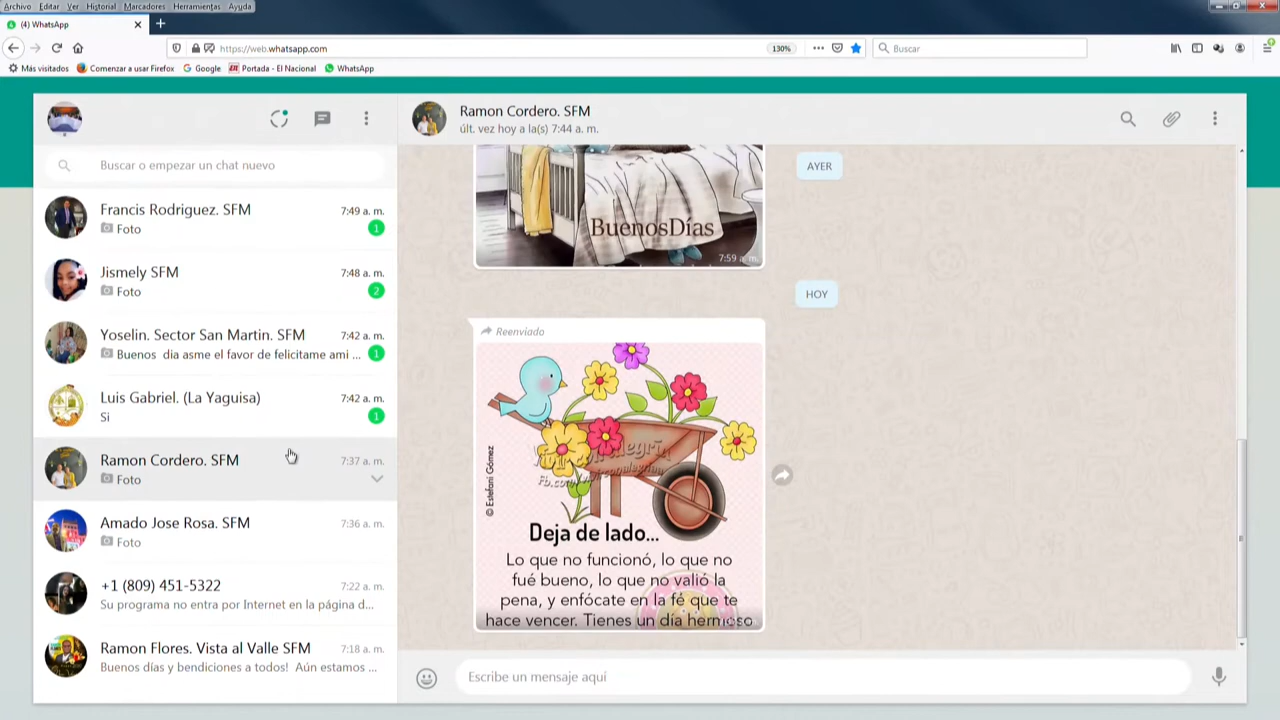 Archivo Editar Ver Historial Marcadores Herramientas Ayuda
(4) WhatsApp
https://web.whatsapp.com
130%
Buscar
Más visitados
Comenzar a usar Firefox
Google
Portada - El Nacional
WhatsApp
Buscar o empezar un chat nuevo
Francis Rodriguez. SFM
7:49 a. m.
Foto
1
Jismely SFM
7:48 a. m.
Foto
2
Yoselin. Sector San Martin. SFM
7:42 a. m.
Buenos dia asme el favor de felicitame ami ...
1
Luis Gabriel. (La Yaguisa)
7:42 a. m.
Si
1
Ramon Cordero. SFM
7:37 a. m.
Foto
Amado Jose Rosa. SFM
7:36 a. m.
Foto
+1 (809) 451-5322
7:22 a. m.
Su programa no entra por Internet en la página d...
Ramon Flores. Vista al Valle SFM
7:18 a. m.
Buenos días y bendiciones a todos! Aún estamos ...
Ramon Cordero. SFM
últ. vez hoy a la(s) 7:44 a. m.
AYER
BuenosDías
7:59 a. m.
HOY
Reenviado
© Estefani Gómez
Deja de lado...
Lo que no funcionó, lo que no
fué bueno, lo que no valió la
pena, y enfócate en la fé que te
hace vencer. Tienes un día hermoso
Escribe un mensaje aquí